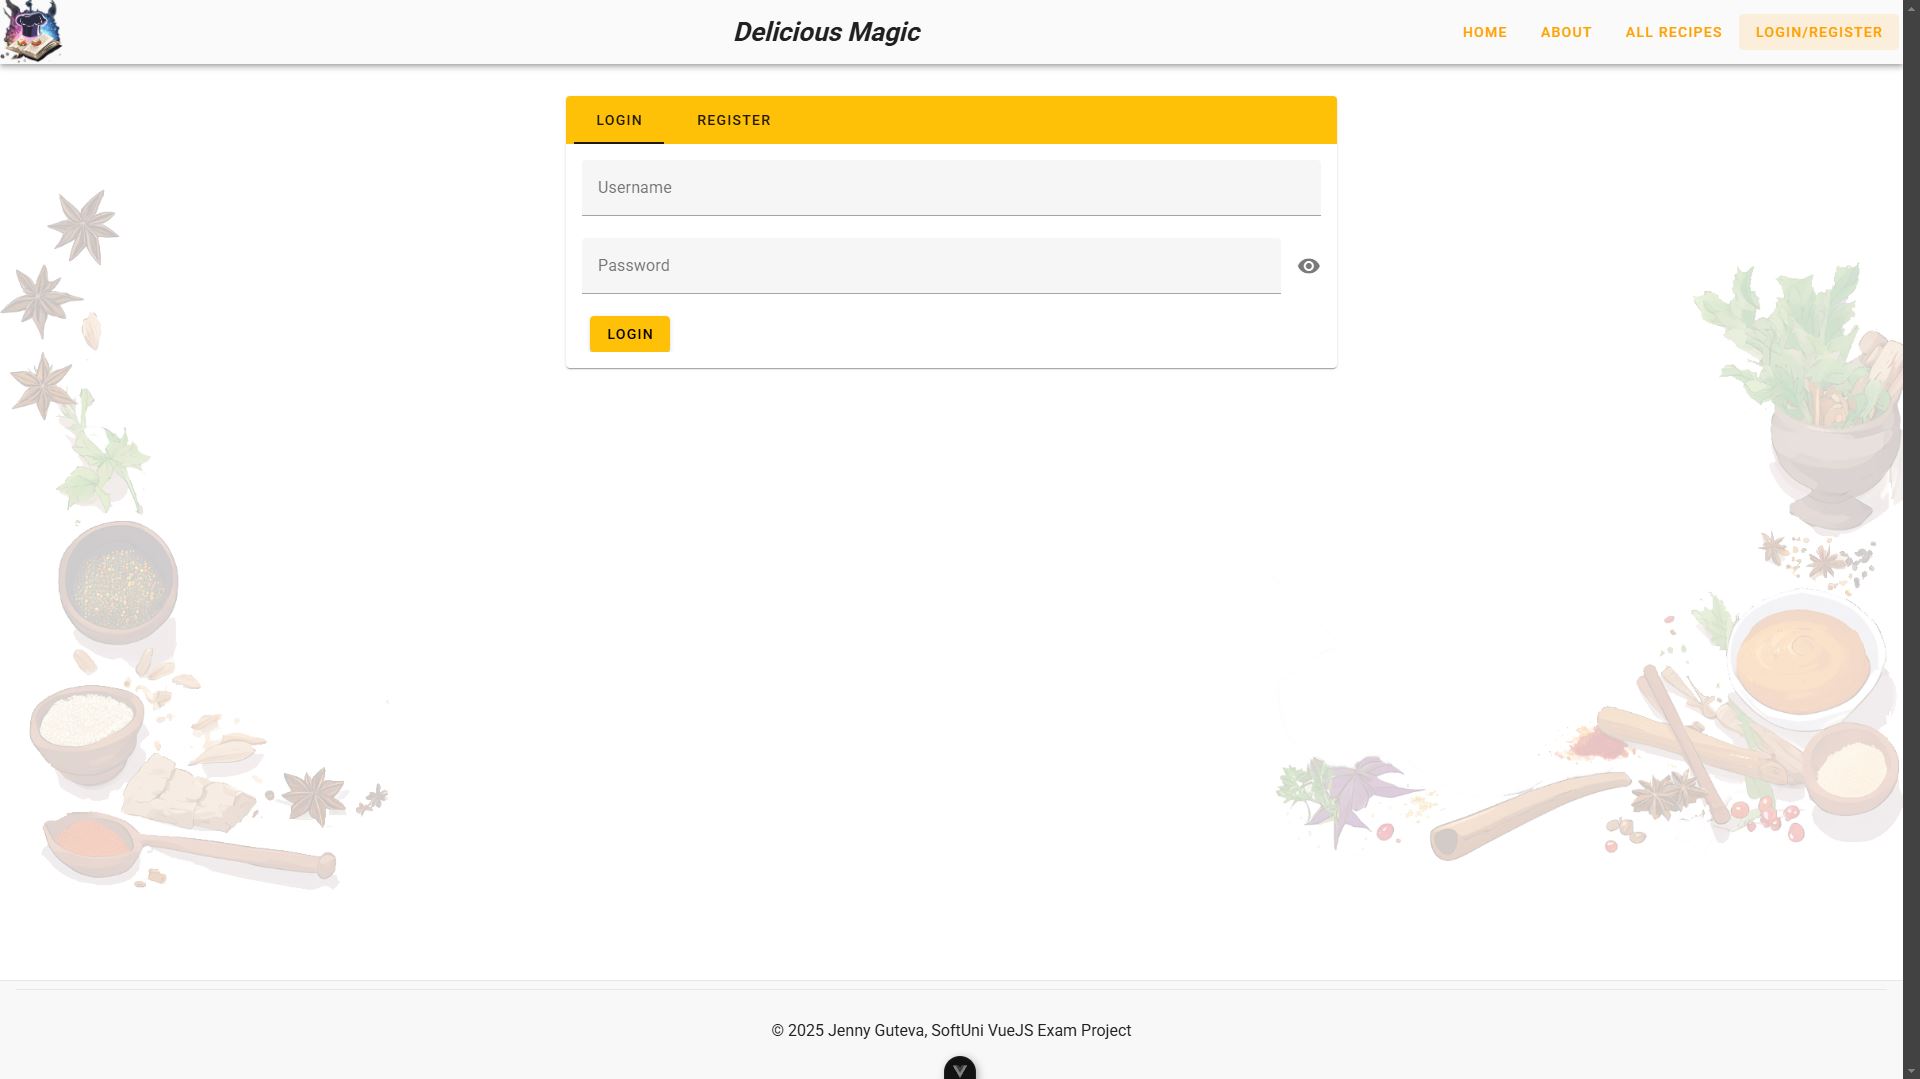 Delicious Magic
HOME
ABOUT
ALL RECIPES
LOGIN/REGISTER
LOGIN
REGISTER
Username
Password
LOGIN
© 2025 Jenny Guteva, SoftUni VueJS Exam Project